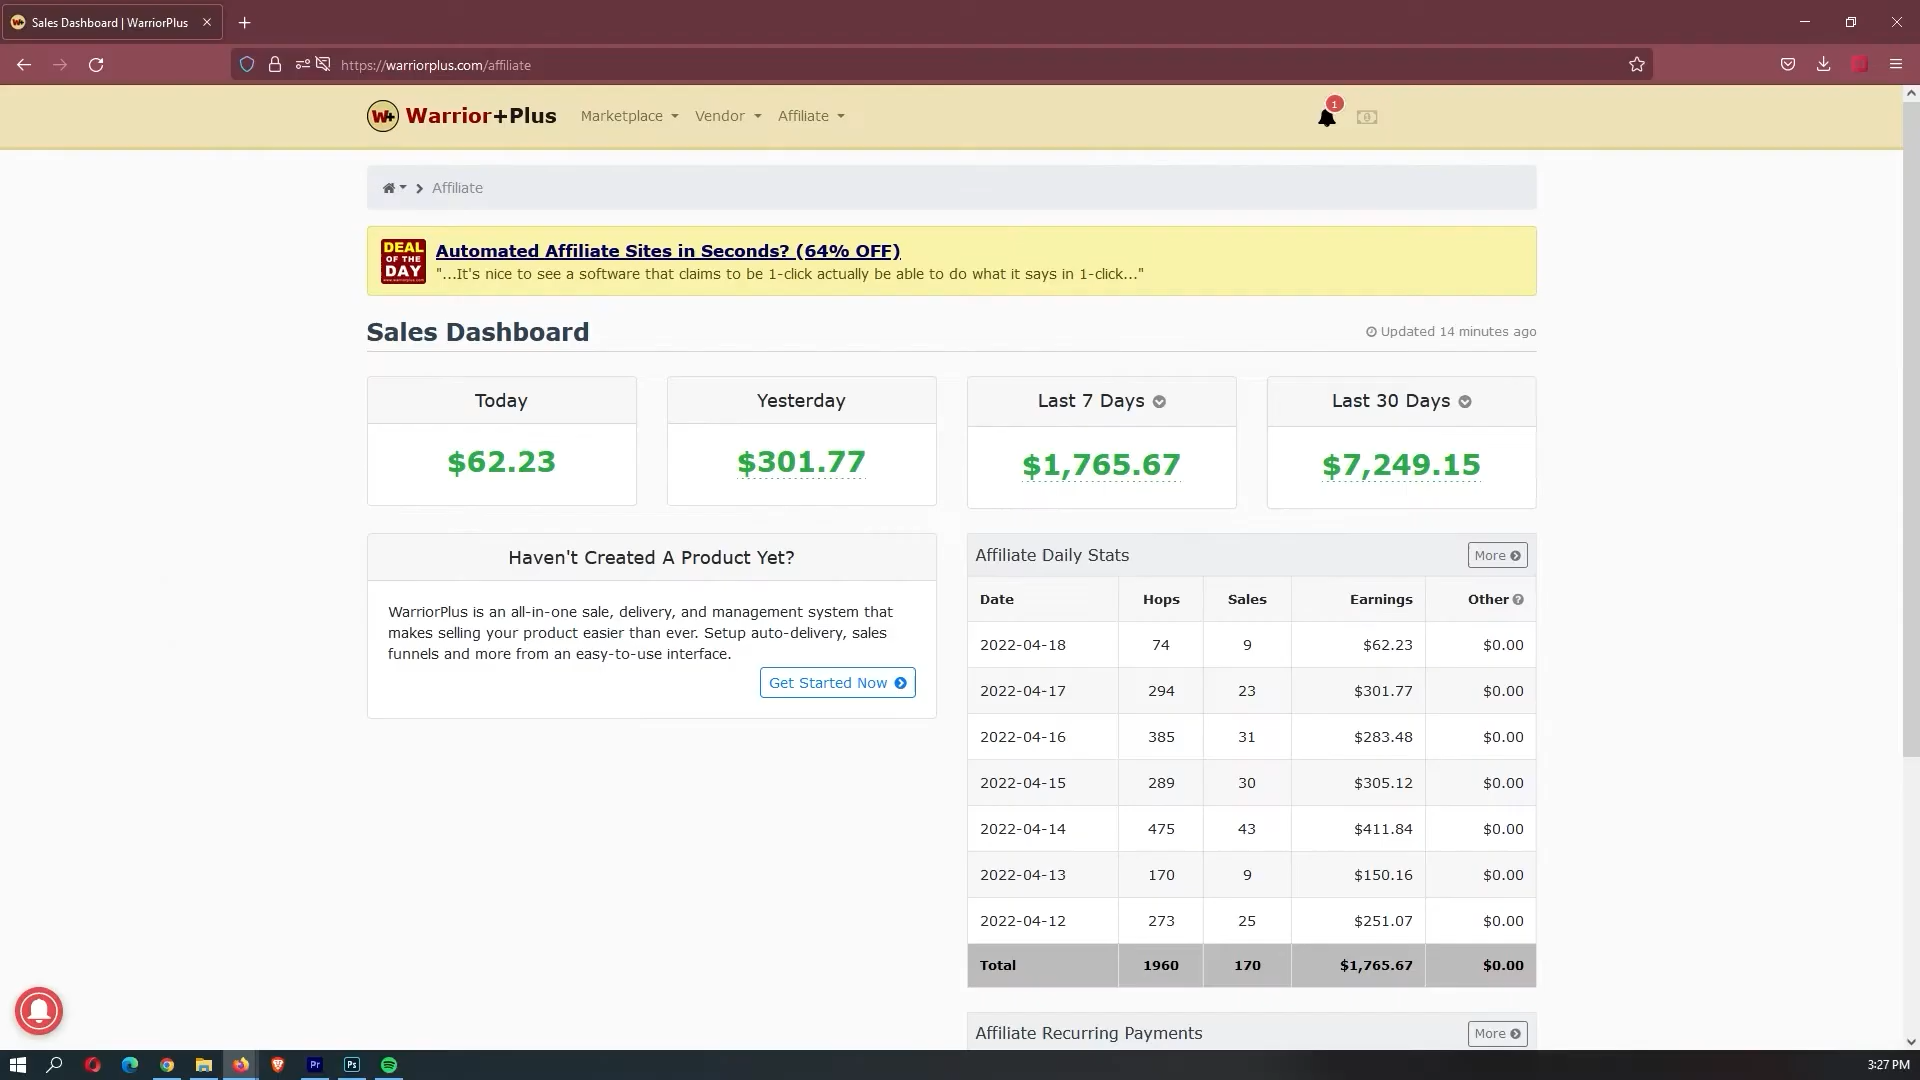 Sales Dashboard | WarriorPlus
https://warriorplus.com/affiliate
W+ Warrior+Plus Marketplace Vendor Affiliate 1
Affiliate
DEAL OF THE DAY
Automated Affiliate Sites in Seconds? (64% OFF)
"...It's nice to see a software that claims to be 1-click actually be able to do what it says in 1-click..."
Sales Dashboard
Updated 14 minutes ago
Today
$62.23
Yesterday
$301.77
Last 7 Days
$1,765.67
Last 30 Days
$7,249.15
Haven't Created A Product Yet?
WarriorPlus is an all-in-one sale, delivery, and management system that
makes selling your product easier than ever. Setup auto-delivery, sales
funnels and more from an easy-to-use interface.
Get Started Now
Affiliate Daily Stats More
Date Hops Sales Earnings Other
2022-04-18 74 9 $62.23 $0.00
2022-04-17 294 23 $301.77 $0.00
2022-04-16 385 31 $283.48 $0.00
2022-04-15 289 30 $305.12 $0.00
2022-04-14 475 43 $411.84 $0.00
2022-04-13 170 9 $150.16 $0.00
2022-04-12 273 25 $251.07 $0.00
Total 1960 170 $1,765.67 $0.00
Affiliate Recurring Payments More
Pr Ps 3:27 PM